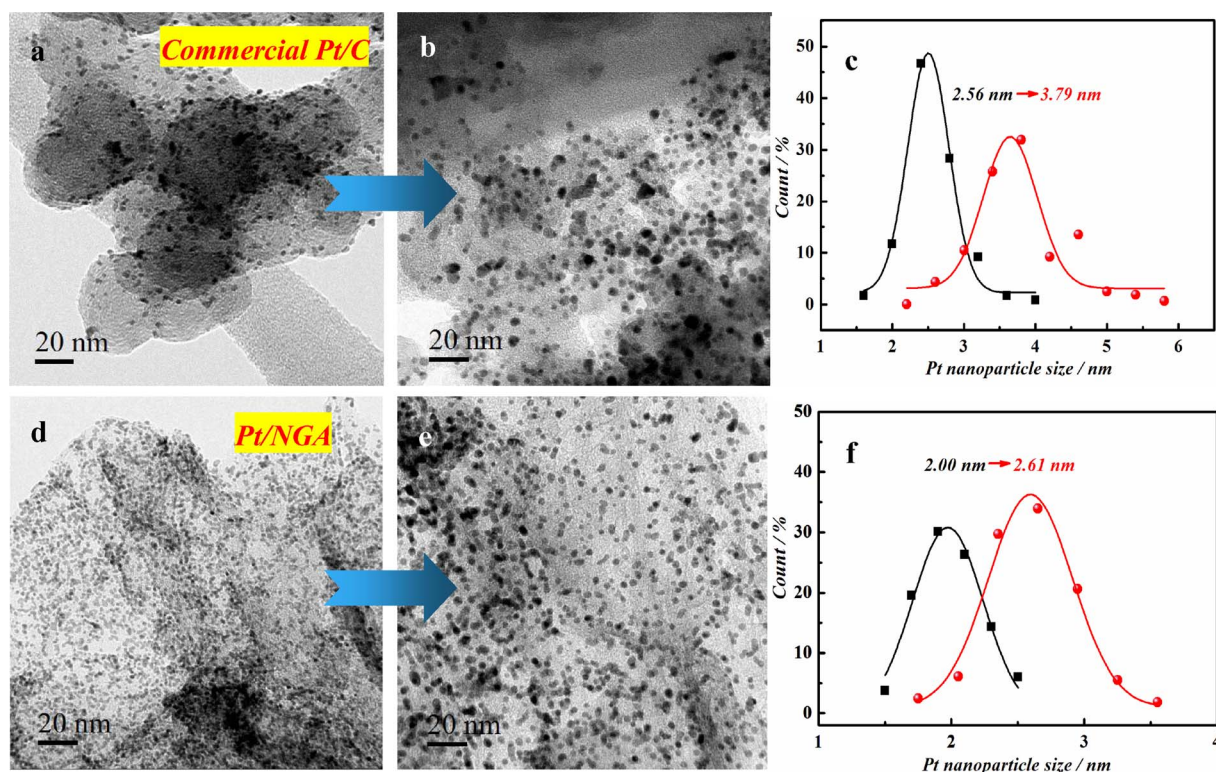 a
Commercial Pt/C
20 nm
b
20 nm
c
2.56 nm 3.79 nm
Count / %
50
40
30
20
10
0
1 2 3 4 5 6
Pt nanoparticle size / nm
d
Pt/NGA
20 nm
e
20 nm
f
2.00 nm 2.61 nm
Count / %
50
40
30
20
10
0
1 2 3 4
Pt nanoparticle size / nm